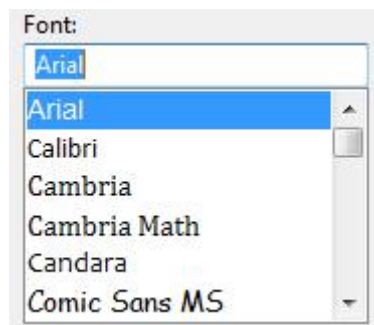 Font:
Arial
Arial
Calibri
Cambria
Cambria Math
Candara
Comic Sans MS